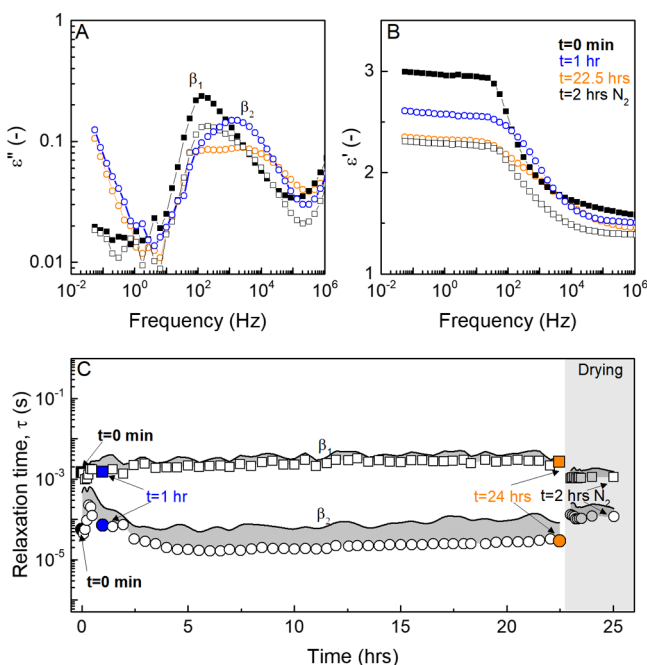 A
β₁
β₂
1
0.1
0.01
ε'' (-)
10⁻² 10⁰ 10² 10⁴ 10⁶
Frequency (Hz)
B
t=0 min
t=1 hr
t=22.5 hrs
t=2 hrs N₂
3
2
1
ε' (-)
10⁻² 10⁰ 10² 10⁴ 10⁶
Frequency (Hz)
C
Drying
10⁻¹
10⁻³
10⁻⁵
Relaxation time, τ (s)
t=0 min
β₁
t=1 hr
t=24 hrs
t=2 hrs N₂
β₂
t=0 min
0 5 10 15 20 25
Time (hrs)